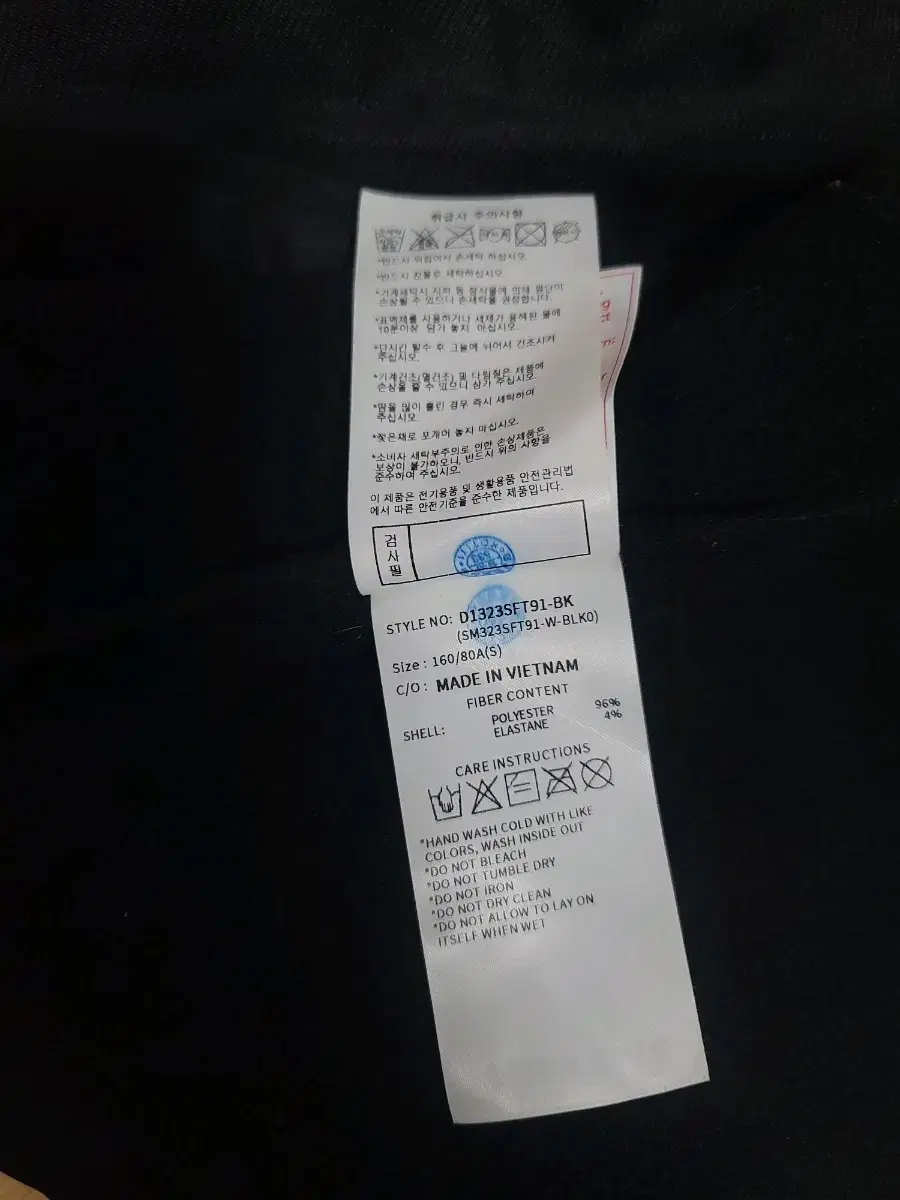 취급시 주의사항
*반드시 뒤집어서 손세탁 하십시오.
*반드시 찬물로 세탁하십시오.
*기계세탁시 지퍼 등 장식물에 의해 원단이
손상될 수 있으니 손세탁을 권장합니다.
*표백제를 사용하거나 세제가 용해된 물에
10분이상 담가 놓지 마십시오.
*단시간 탈수 후 그늘에 뉘어서 건조시켜
주십시오.
*기계건조(열건조) 및 다림질은 제품에
손상을 줄 수 있으니 삼가 주십시오.
*땀을 많이 흘린 경우 즉시 세탁하여
주십시오.
*젖은채로 포개어 놓지 마십시오.
*소비자 세탁부주의로 인한 손상제품은
보상이 불가하오니, 반드시 위의 사항을
준수하여 주십시오.
이 제품은 전기용품 및 생활용품 안전관리법
에서 따른 안전기준을 준수한 제품입니다.
검사필
STYLE NO: D1323SFT91-BK
(SM323SFT91-W-BLK0)
Size : 160/80A(S)
C/O : MADE IN VIETNAM
FIBER CONTENT
SHELL: POLYESTER 96%
ELASTANE 4%
CARE INSTRUCTIONS
*HAND WASH COLD WITH LIKE
COLORS, WASH INSIDE OUT
*DO NOT BLEACH
*DO NOT TUMBLE DRY
*DO NOT IRON
*DO NOT DRY CLEAN
*DO NOT ALLOW TO LAY ON
ITSELF WHEN WET